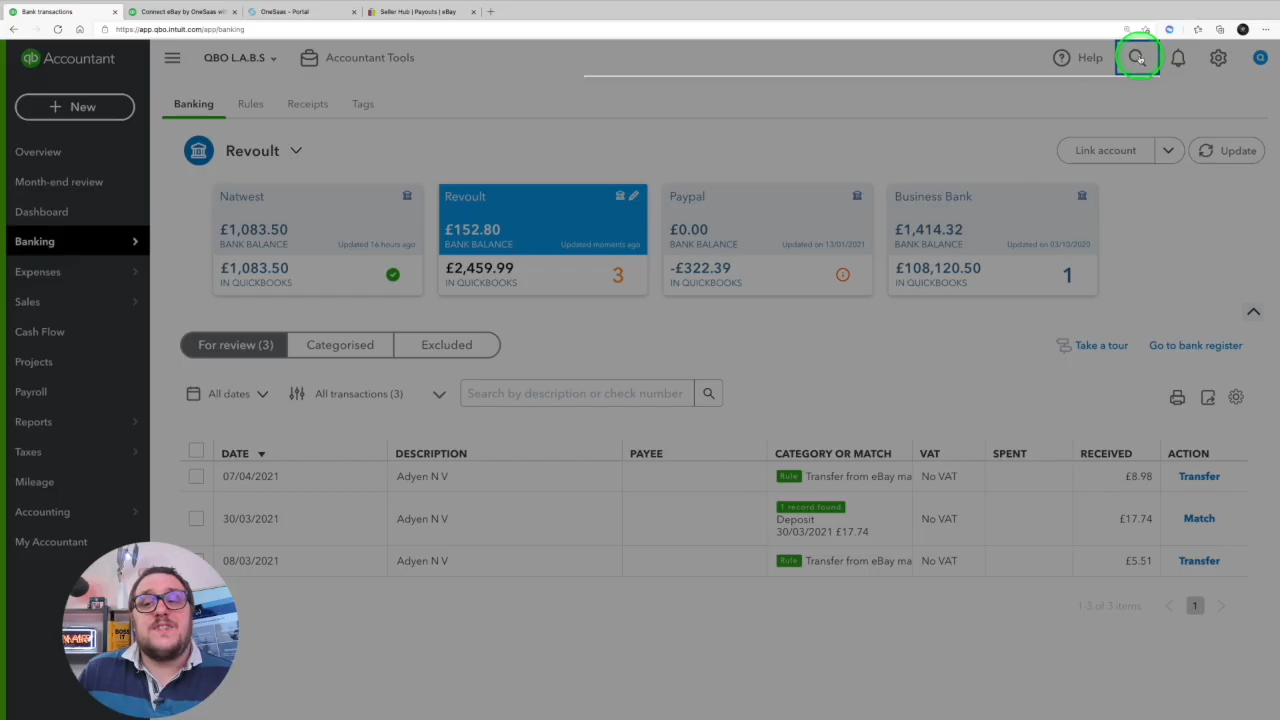 Bank transactions
Connect eBay by OneSaas wit
OneSaas - Portal
Seller Hub | Payouts | eBay
https://app.qbo.intuit.com/app/banking
qb Accountant
QBO L.A.B.S
Accountant Tools
Help
Q
+ New
Overview
Month-end review
Dashboard
Banking
Expenses
Sales
Cash Flow
Projects
Payroll
Reports
Taxes
Mileage
Accounting
My Accountant
Banking Rules Receipts Tags
Revoult
Link account
Update
Natwest
£1,083.50
BANK BALANCE Updated 16 hours ago
£1,083.50
IN QUICKBOOKS
Revoult
£152.80
BANK BALANCE Updated moments ago
£2,459.99 3
IN QUICKBOOKS
Paypal
£0.00
BANK BALANCE Updated on 13/01/2021
-£322.39
IN QUICKBOOKS
Business Bank
£1,414.32
BANK BALANCE Updated on 03/10/2020
£108,120.50 1
IN QUICKBOOKS
For review (3) Categorised Excluded
Take a tour Go to bank register
All dates All transactions (3) Search by description or check number
DATE DESCRIPTION PAYEE CATEGORY OR MATCH VAT SPENT RECEIVED ACTION
07/04/2021 Adyen N V Rule Transfer from eBay ma No VAT £8.98 Transfer
1 record found
30/03/2021 Adyen N V Deposit No VAT £17.74 Match
30/03/2021 £17.74
08/03/2021 Adyen N V Rule Transfer from eBay ma No VAT £5.51 Transfer
1-3 of 3 items 1
BOSS
IT